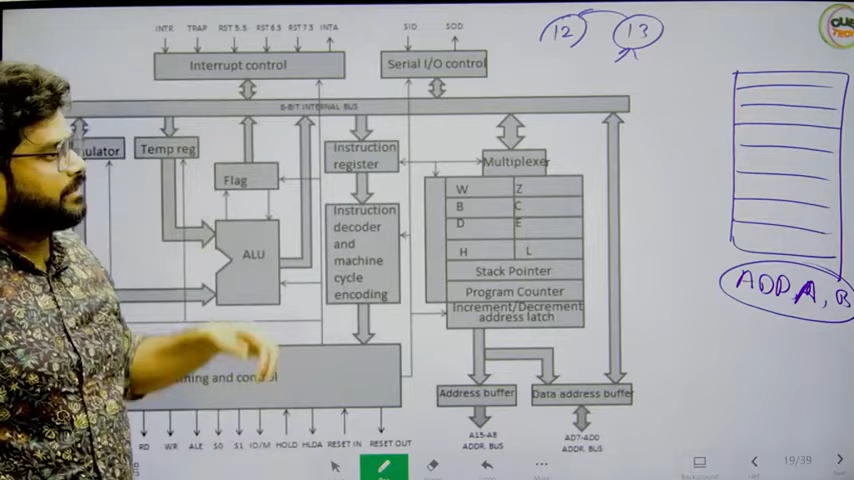 INTR TRAP RST 5.5 RST 6.5 RST 7.5 INTA
SID SOD
12 13
Interrupt control
Serial I/O control
8-BIT INTERNAL BUS
mulator
Temp reg
Instruction
register
Multiplexer
Flag
W Z
B C
D E
H L
Stack Pointer
Program Counter
Increment/Decrement
address latch
Instruction
decoder
and
machine
cycle
encoding
ALU
ADD A, B
ming and control
Address buffer
Data address buffer
RD WR ALE S0 S1 IO/M HOLD HLDA RESET IN RESET OUT
A15-A8
ADDR. BUS
AD7-AD0
ADDR. BUS
19/39
Background
More